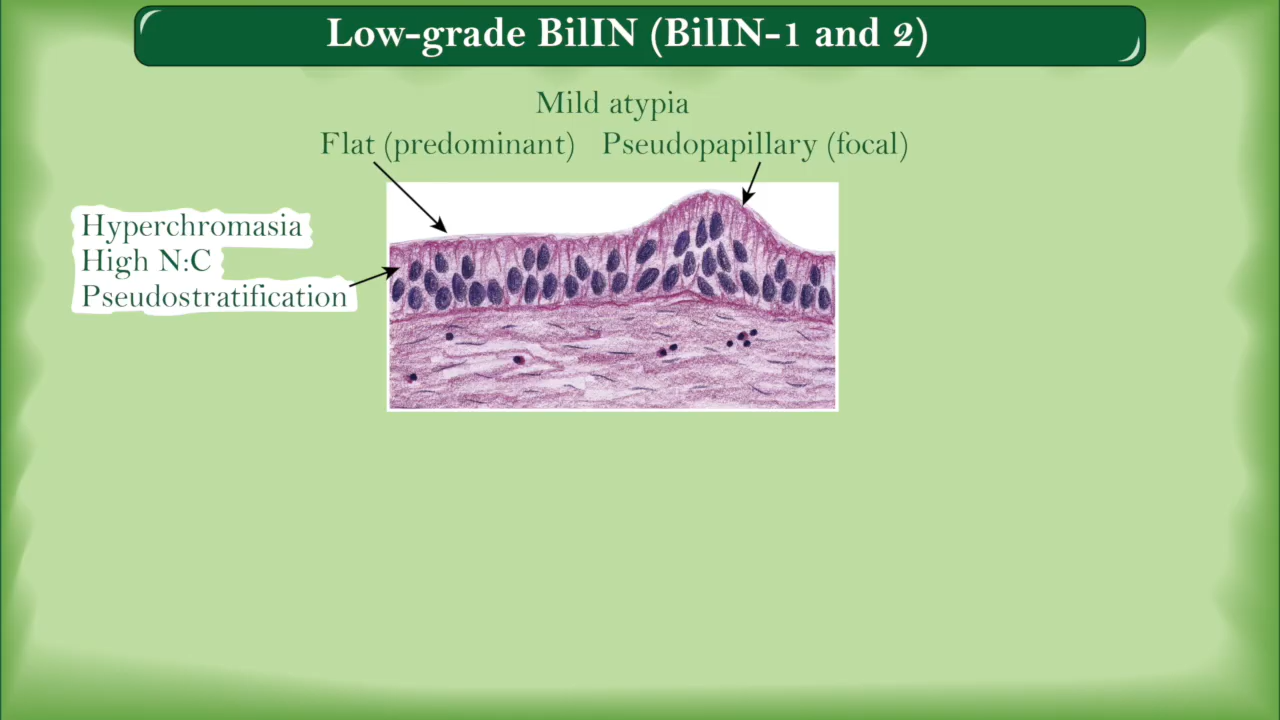 Low-grade BilIN (BilIN-1 and 2)
Mild atypia
Flat (predominant) Pseudopapillary (focal)
Hyperchromasia
High N:C
Pseudostratification